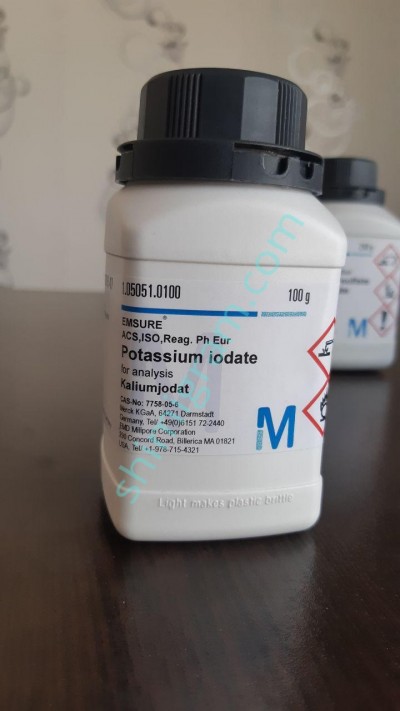 1.05051.0100
100 g
EMSURE®
ACS,ISO,Reag. Ph Eur
Potassium iodate
for analysis
Kaliumjodat
CAS-No: 7758-05-6
Merck KGaA, 64271 Darmstadt
Germany, Tel/ +49(0)6151 72-2440
EMD Millipore Corporation
290 Concord Road, Billerica MA 01821
USA, Tel/ +1-978-715-4321
M
Light makes plastic brittle
M